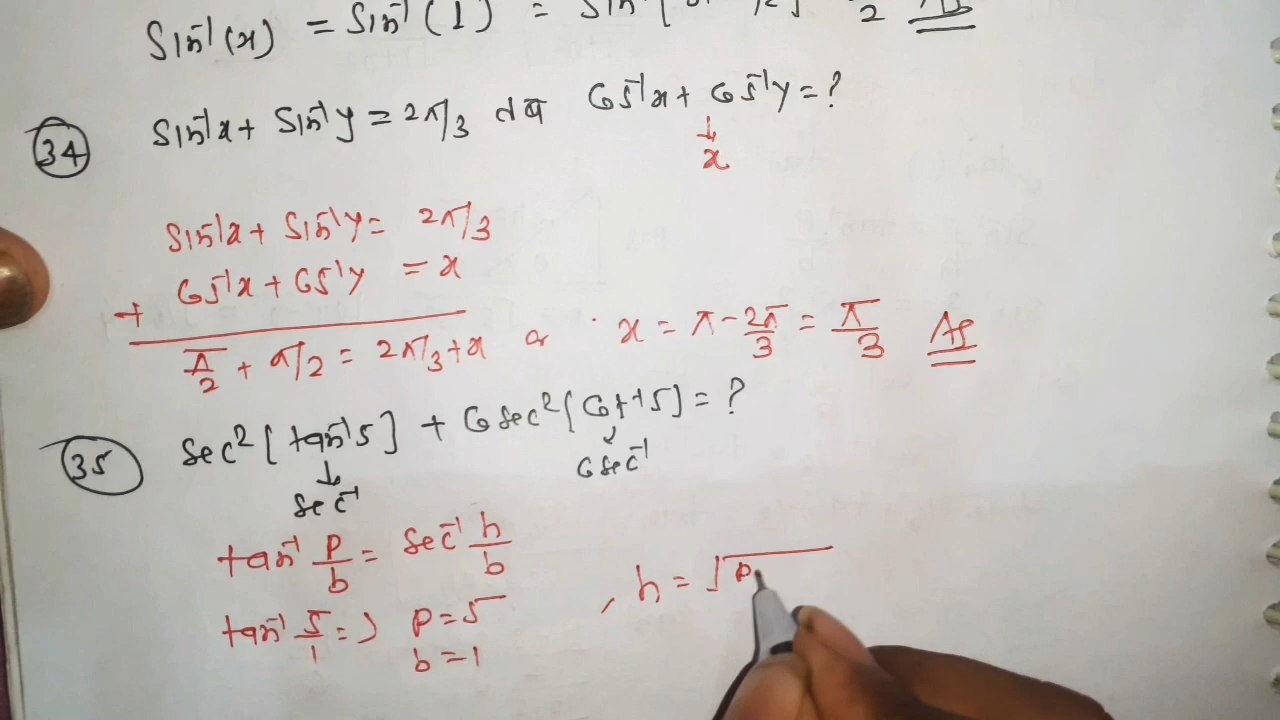 Sin⁻¹(x) = Sin⁻¹(1) = Sin⁻¹[ 2 As
34 Sin⁻¹x + Sin⁻¹y = 2π/3 तब Cos⁻¹x + Cos⁻¹y = ?
↓
x
Sin⁻¹x + Sin⁻¹y = 2π/3
+ Cos⁻¹x + Cos⁻¹y = x
π/2 + π/2 = 2π/3 + x or x = π - 2π/3 = π/3 As
35 Sec²[tan⁻¹5] + Cosec²[Cot⁻¹5] = ?
↓ ↓
Sec⁻¹ Cosec⁻¹
tan⁻¹ P/b = Sec⁻¹ h/b
tan⁻¹ 5/1 ⇒ P = 5 , h = √P
b = 1